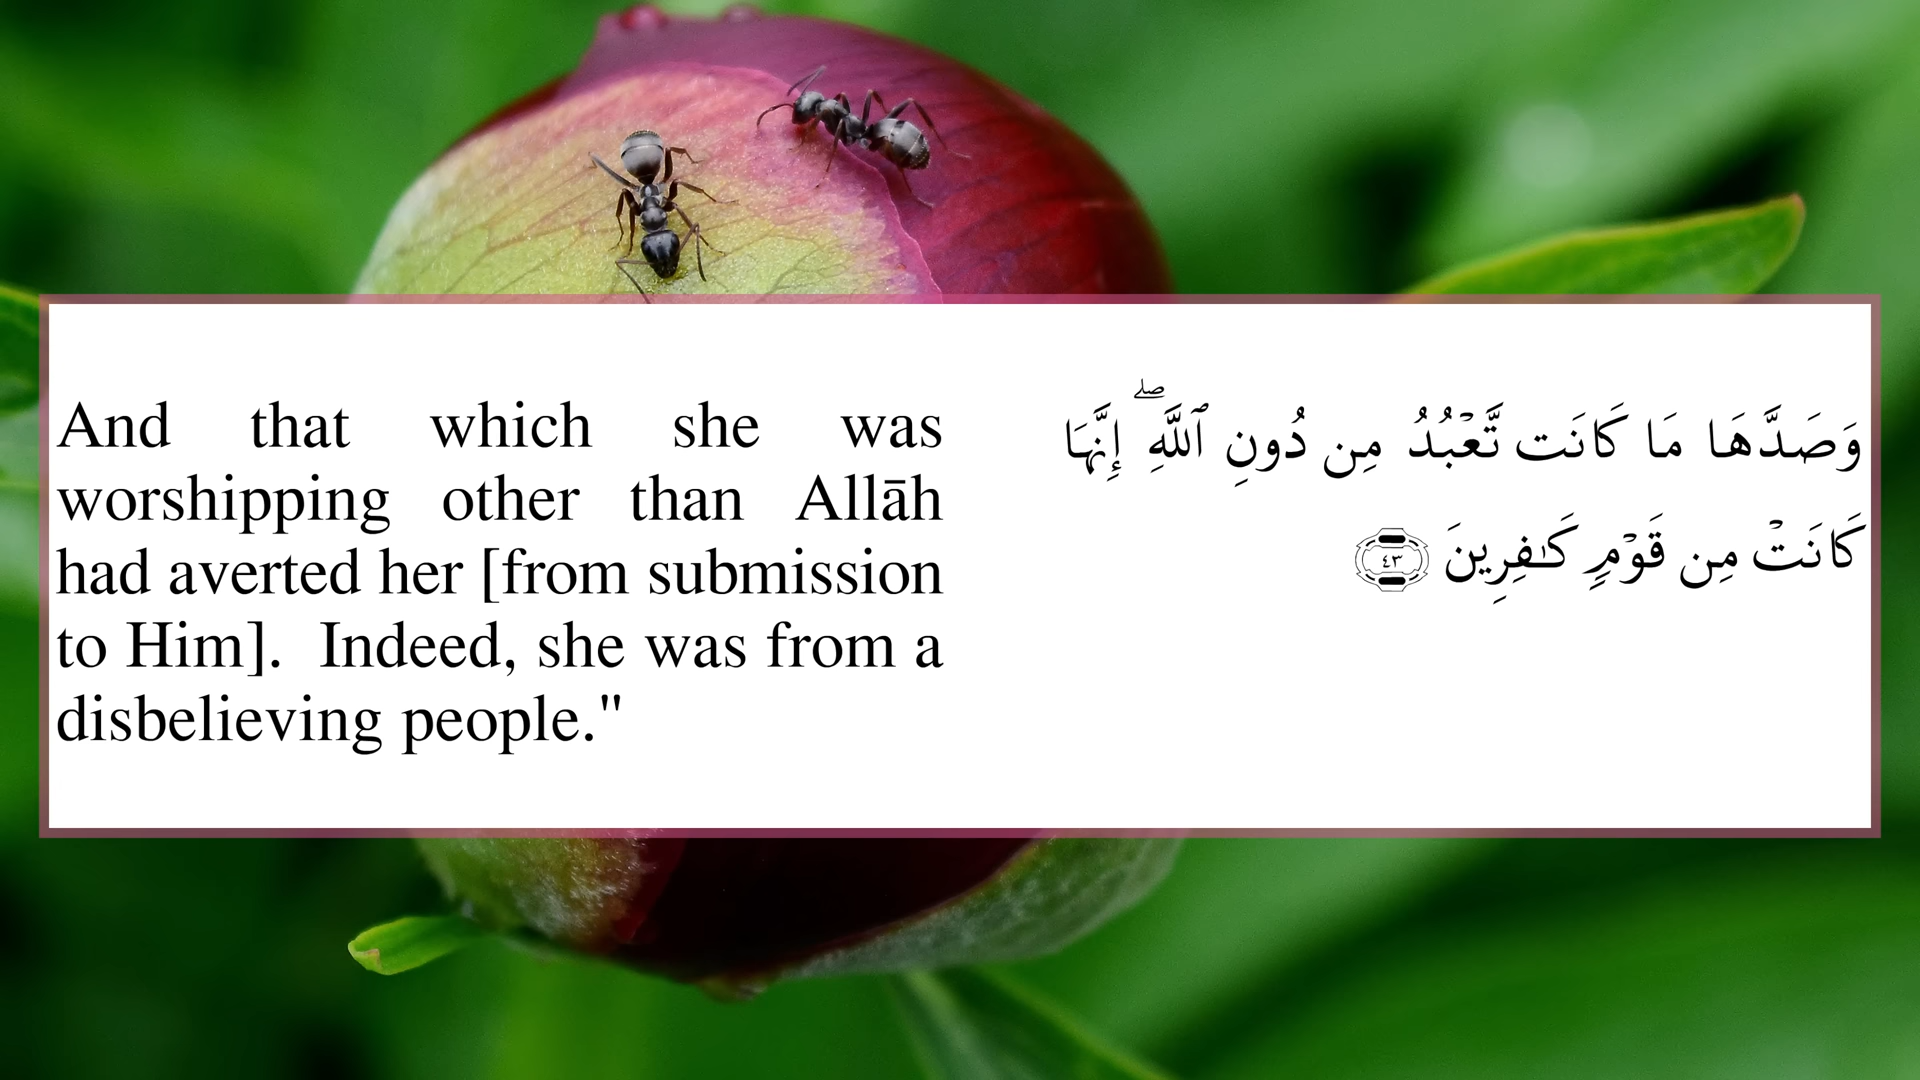 And that which she was
worshipping other than Allāh
had averted her [from submission
to Him].  Indeed, she was from a
disbelieving people."
وَصَدَّهَا مَا كَانَت تَّعْبُدُ مِن دُونِ ٱللَّهِ ۖ إِنَّهَا
كَانَتْ مِن قَوْمٍ كَـٰفِرِينَ ٤٣